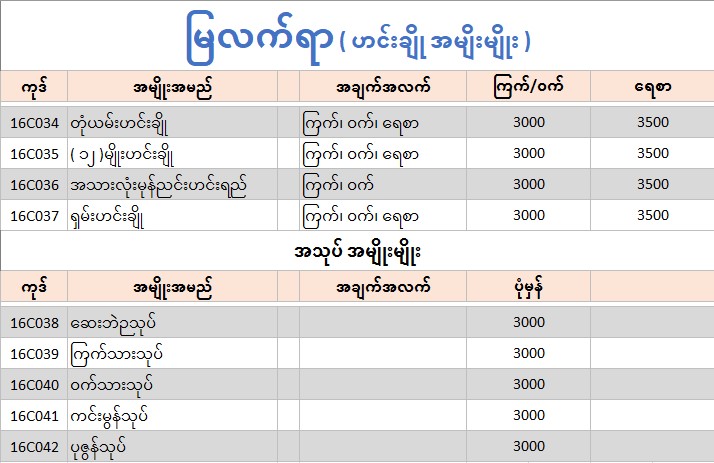 မြလက်ရာ ( ဟင်းချို အမျိုးမျိုး )
ကုဒ် အမျိုးအမည် အချက်အလက် ကြက်/ဝက် ရေစာ
16C034 တုံယမ်းဟင်းချို ကြက်၊ ဝက်၊ ရေစာ 3000 3500
16C035 ( ၁၂ )မျိုးဟင်းချို ကြက်၊ ဝက်၊ ရေစာ 3000 3500
16C036 အသားလုံးမုန်ညင်းဟင်းရည် ကြက်၊ ဝက် 3000 3500
16C037 ရှမ်းဟင်းချို ကြက်၊ ဝက်၊ ရေစာ 3000 3500
အသုပ် အမျိုးမျိုး
ကုဒ် အမျိုးအမည် အချက်အလက် ပုံမှန်
16C038 ဆေးဘဲဉသုပ် 3000
16C039 ကြက်သားသုပ် 3000
16C040 ဝက်သားသုပ် 3000
16C041 ကင်းမွန်သုပ် 3000
16C042 ပုဇွန်သုပ် 3000